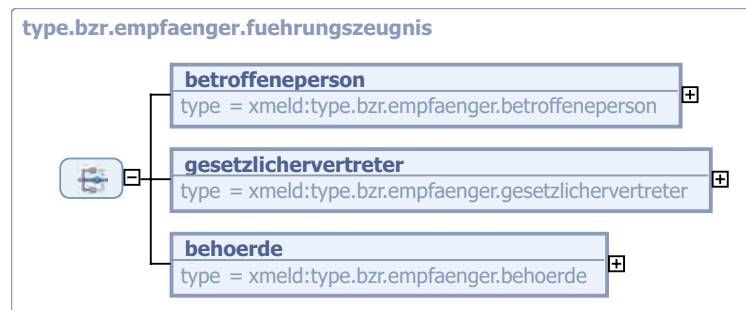 type.bzr.empfaenger.fuehrungszeugnis
betroffeneperson
type = xmeld:type.bzr.empfaenger.betroffeneperson
gesetzlichervertreter
type = xmeld:type.bzr.empfaenger.gesetzlichervertreter
behoerde
type = xmeld:type.bzr.empfaenger.behoerde